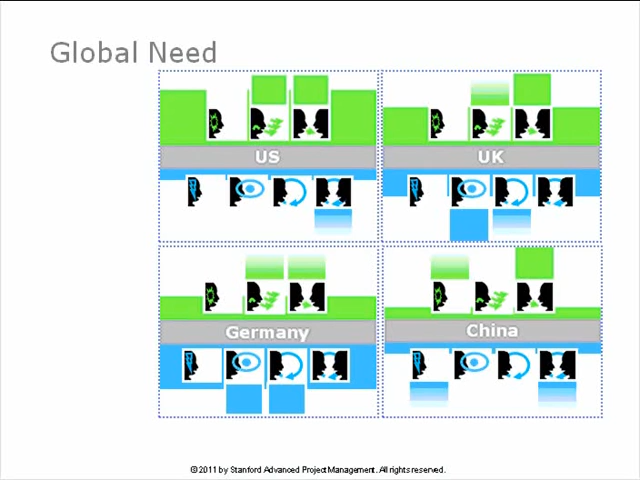 Global Need
US
UK
Germany
China
© 2011 by Stanford Advanced Project Management. All rights reserved.